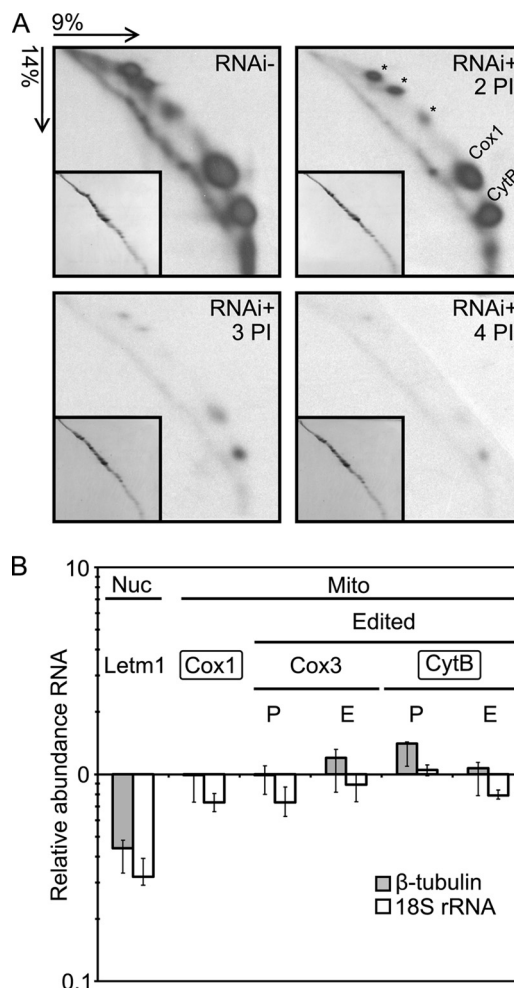 A
9%
14%
RNAi-
RNAi+
2 PI
*
*
*
Cox1
CytB
RNAi+
3 PI
RNAi+
4 PI
B
10
Nuc
Mito
Edited
Letm1
Cox1
Cox3
CytB
P
E
P
E
Relative abundance RNA
0
β-tubulin
18S rRNA
0.1